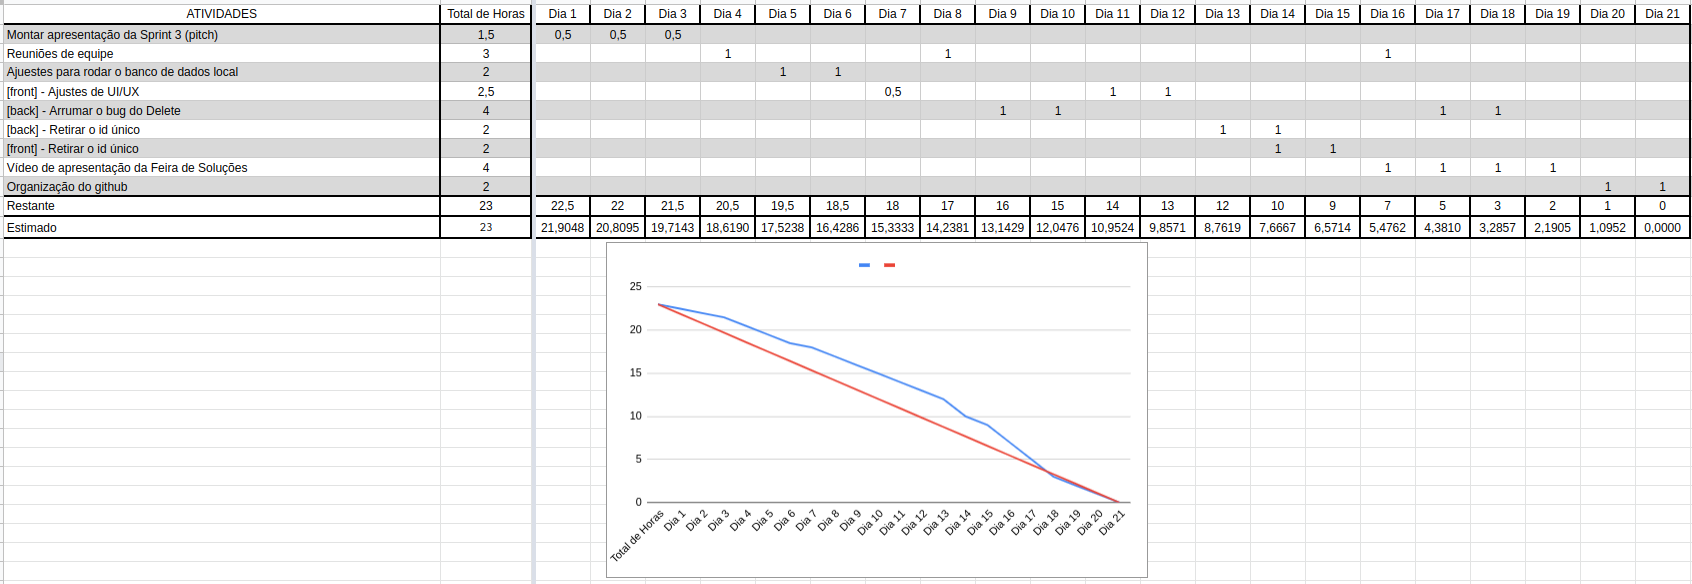 ATIVIDADES Total de Horas Dia 1 Dia 2 Dia 3 Dia 4 Dia 5 Dia 6 Dia 7 Dia 8 Dia 9 Dia 10 Dia 11 Dia 12 Dia 13 Dia 14 Dia 15 Dia 16 Dia 17 Dia 18 Dia 19 Dia 20 Dia 21
Montar apresentação da Sprint 3 (pitch) 1,5 0,5 0,5 0,5
Reuniões de equipe 3 1 1 1
Ajuestes para rodar o banco de dados local 2 1 1
[front] - Ajustes de UI/UX 2,5 0,5 1 1
[back] - Arrumar o bug do Delete 4 1 1 1 1
[back] - Retirar o id único 2 1 1
[front] - Retirar o id único 2 1 1
Vídeo de apresentação da Feira de Soluções 4 1 1 1 1
Organização do github 2 1 1
Restante 23 22,5 22 21,5 20,5 19,5 18,5 18 17 16 15 14 13 12 10 9 7 5 3 2 1 0
Estimado 23 21,9048 20,8095 19,7143 18,6190 17,5238 16,4286 15,3333 14,2381 13,1429 12,0476 10,9524 9,8571 8,7619 7,6667 6,5714 5,4762 4,3810 3,2857 2,1905 1,0952 0,0000
25
20
15
10
5
0
Total de Horas Dia 1 Dia 2 Dia 3 Dia 4 Dia 5 Dia 6 Dia 7 Dia 8 Dia 9 Dia 10 Dia 11 Dia 12 Dia 13 Dia 14 Dia 15 Dia 16 Dia 17 Dia 18 Dia 19 Dia 20 Dia 21